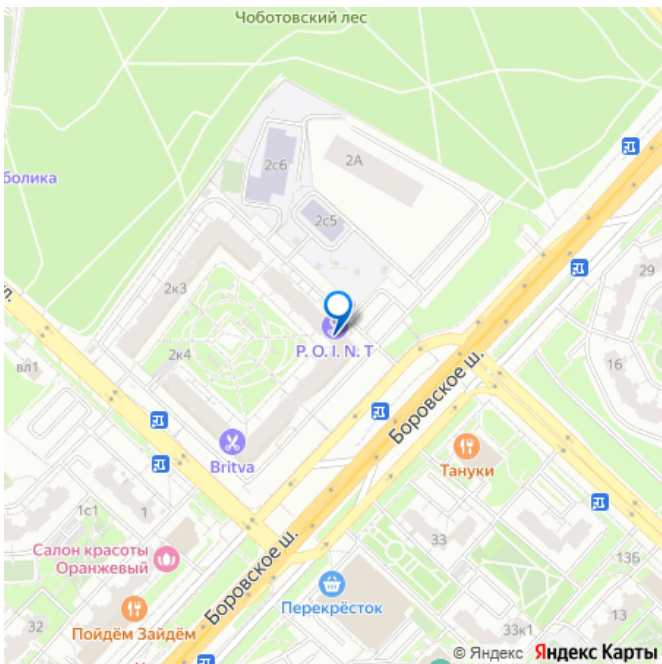 Чоботовский лес
2с6
2А
болика
2с5
2к3
29
ул.
P. O. I. N. T
2к4
вл1
16
Боровское ш.
Britva
Тануки
1с1
1
33
Салон красоты
Оранжевый
13Б
Боровское ш.
Перекрёсток
32
Пойдём Зайдём
33к1
13
© Яндекс Яндекс Карты